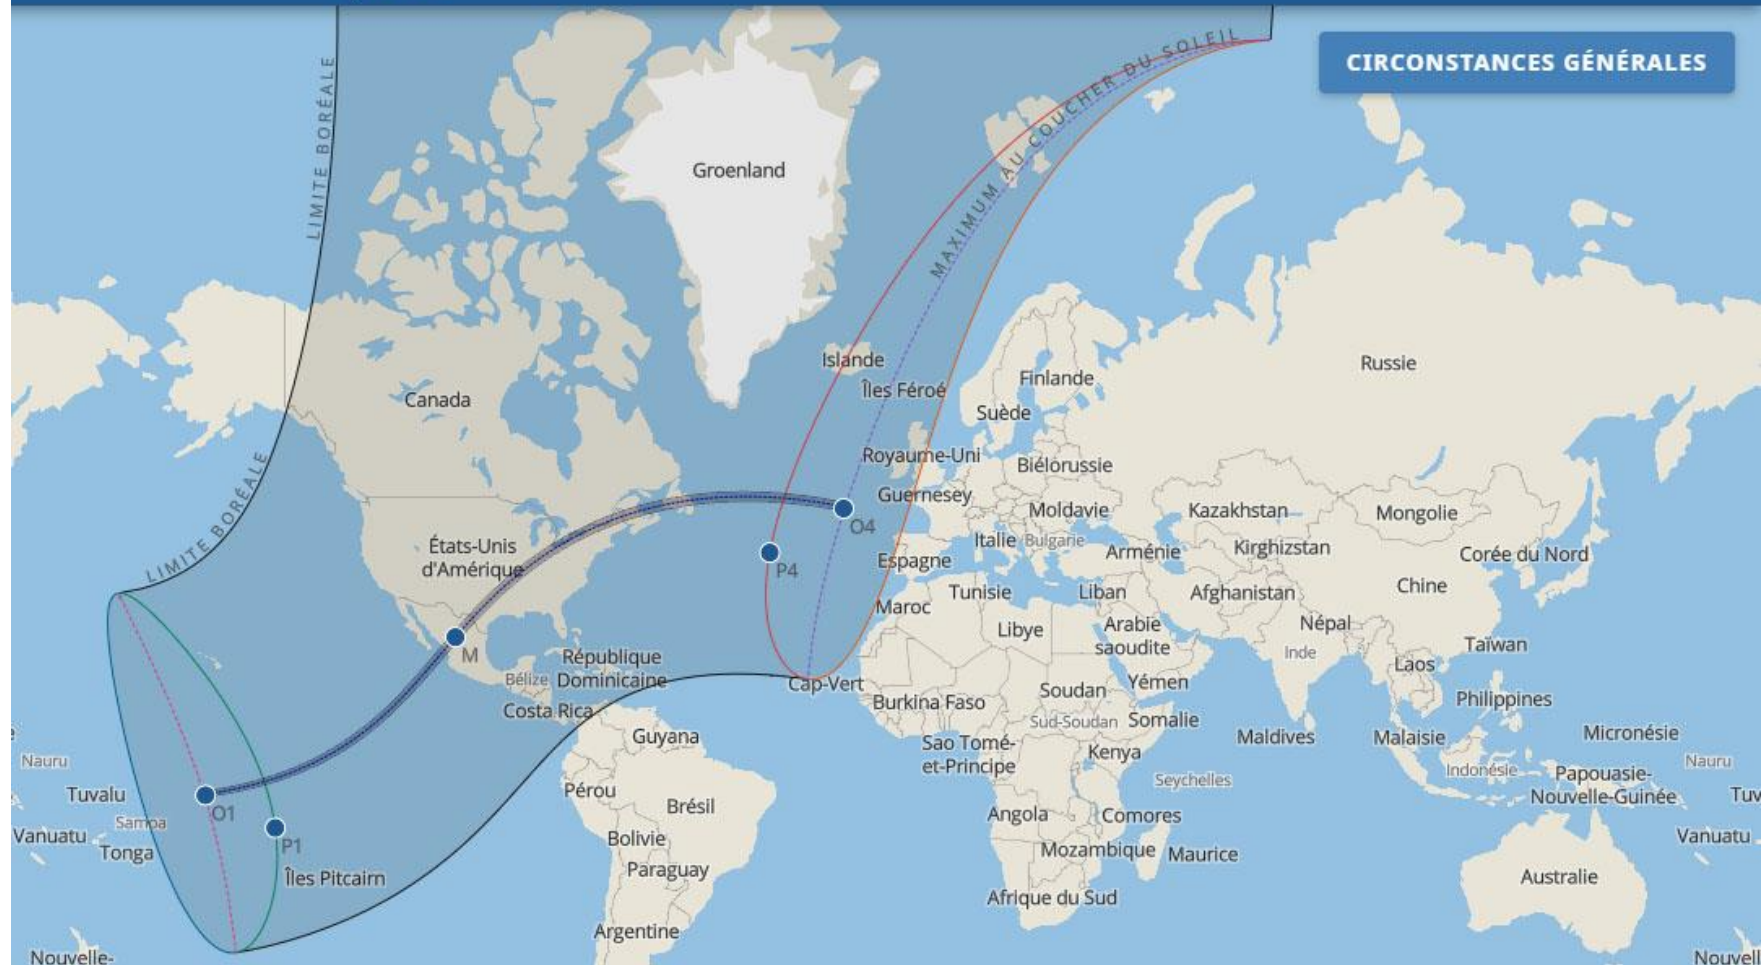 CIRCONSTANCES GÉNÉRALES
MAXIMUM AU COUCHER DU SOLEIL
LIMITE BORÉALE
Groenland
Islande
Îles Féroé
Finlande
Russie
Canada
Suède
LIMITE BORÉALE
Royaume-Uni
Biélorussie
Guernesey
Moldavie
Kazakhstan
Mongolie
O4
États-Unis
d'Amérique
Italie
Bulgarie
Arménie
Kirghizstan
Corée du Nord
P4
Espagne
Chine
Maroc
Tunisie
Liban
Afghanistan
Libye
Arabie
saoudite
Népal
Inde
Taïwan
M
République
Dominicaine
Bélize
Cap-Vert
Laos
Costa Rica
Burkina Faso
Soudan
Yémen
Philippines
Sud-Soudan
Somalie
Guyana
Sao Tomé-
et-Principe
Kenya
Maldives
Malaisie
Micronésie
Nauru
Nauru
Seychelles
Indonésie
Papouasie-
Nouvelle-Guinée
Tuvalu
Tuv
O1
Samoa
Pérou
Brésil
Angola
Comores
Vanuatu
Vanuatu
Tonga
P1
Bolivie
Mozambique
Maurice
Îles Pitcairn
Paraguay
Afrique du Sud
Australie
Argentine
Nouvelle-
Nouvell